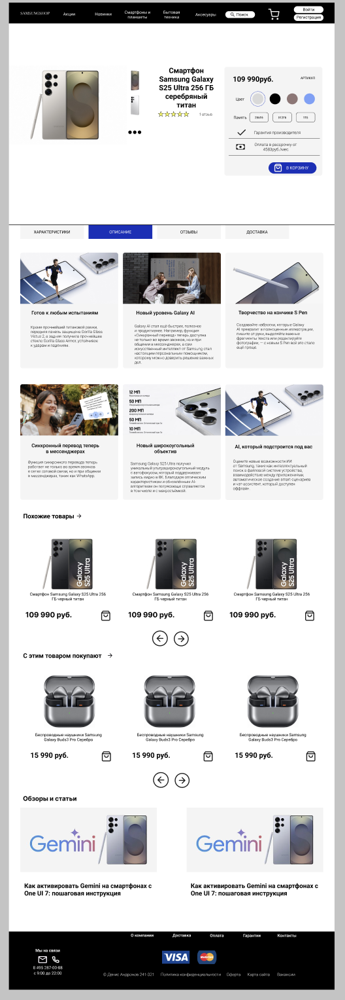 SAMSUNGSHOP
Акции
Новинки
Смартфоны и
планшеты
Бытовая
техника
Аксесуары
Поиск
Войти
Регистрация
Смартфон
Samsung Galaxy
S25 Ultra 256 ГБ
серебряный
титан
1 отзыв
109 990руб.
АРТИКУЛ
Цвет
Память
256Гб
512Гб
1ТБ
Гарантия производителя
Оплата в рассрочку от
4583руб./мес.
В КОРЗИНУ
ХАРАКТЕРИСТИКИ
ОПИСАНИЕ
ОТЗЫВЫ
ДОСТАВКА
Готов к любым испытаниям
Кроме прочнейшей титановой рамки,
передняя панель защищена Gorilla Glass
Victus 2, а задняя получила прочнейшее
стекло Gorilla Glass Armor, устойчивое
к ударам и падениям.
Новый уровень Galaxy AI
Galaxy AI стал ещё быстрее, полезнее
и продуктивнее. Например, функция
«Синхронный перевод» теперь доступна
не только во время звонков, но и при
общении в мессенджерах, а сам
искусственный интеллект от Samsung стал
настоящим персональным помощником,
которому можно доверить решение важных
дел.
Творчество на кончике S Pen
Создавайте наброски, которые Galaxy
AI превратит в полноценные иллюстрации,
пишите от руки, выделяйте важные
фрагменты текста или редактируйте
фотографии, — с новым S Pen всё это стало
ещё проще.
Синхронный перевод теперь
в мессенджерах
Функция синхронного перевода теперь
работает не только во время звонков
в сетях сотовой связи, но и при общении
в мессенджерах, таких как WhatsApp.
12 МП
50 МП
200 МП
50 МП
10 МП
Новый широкоугольный
объектив
Samsung Galaxy S25 Ultra получил
уникальный ультраширокоугольный модуль
с автофокусом, который поддерживает
запись видео в 8K. Благодаря оптическим
характеристикам и обновлённым AI-
алгоритмам он потрясающе справляется
в том числе и с макросъёмкой.
AI, который подстроится под вас
Оцените новые возможности ИИ
от Samsung, такие как интеллектуальный
поиск в файловой системе устройства,
взаимодействие между приложениями,
автоматическое создание smart-сценариев
и чат-ассистент, который доступен
оффлайн.
Похожие товары
Galaxy
S25 Ultra
Смартфон Samsung Galaxy S25 Ultra 256
ГБ черный титан
109 990 руб.
Galaxy
S25 Ultra
Смартфон Samsung Galaxy S25 Ultra 256
ГБ черный титан
109 990 руб.
Galaxy
S25 Ultra
Смартфон Samsung Galaxy S25 Ultra 256
ГБ черный титан
109 990 руб.
С этим товаром покупают
Беспроводные наушники Samsung
Galaxy Buds3 Pro Серебро
15 990 руб.
Беспроводные наушники Samsung
Galaxy Buds3 Pro Серебро
15 990 руб.
Беспроводные наушники Samsung
Galaxy Buds3 Pro Серебро
15 990 руб.
Обзоры и статьи
Gemini
Как активировать Gemini на смартфонах с
One UI 7: пошаговая инструкция
Gemini
Как активировать Gemini на смартфонах с
One UI 7: пошаговая инструкция
О компании
Доставка
Оплата
Гарантии
Контакты
Мы на связи
8 495 287-00-68
с 9:00 до 22:00
VISA
MasterCard
© Денис Андронов 241-321
Политика конфиденциальности
Оферта
Карта сайта
Вакансии